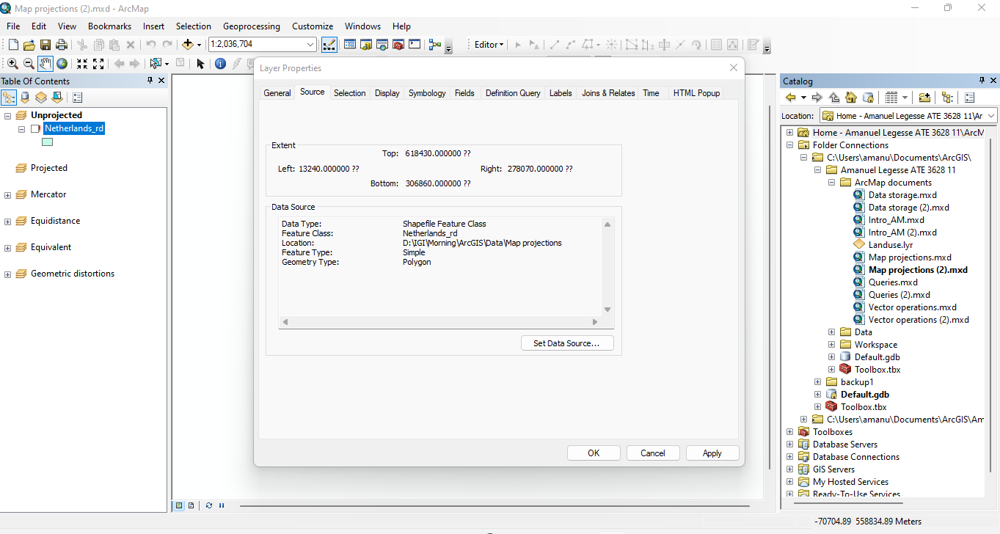 Map projections (2).mxd - ArcMap
File Edit View Bookmarks Insert Selection Geoprocessing Customize Windows Help
1:2,036,704
Editor
Table Of Contents
Unprojected
Netherlands_rd
Projected
Mercator
Equidistance
Equivalent
Geometric distortions
Layer Properties
General Source Selection Display Symbology Fields Definition Query Labels Joins & Relates Time HTML Popup
Extent
Top: 618430.000000 ??
Left: 13240.000000 ?? Right: 278070.000000 ??
Bottom: 306860.000000 ??
Data Source
Data Type: Shapefile Feature Class
Feature Class: Netherlands_rd
Location: D:\IGI\Morning\ArcGIS\Data\Map projections
Feature Type: Simple
Geometry Type: Polygon
Set Data Source...
OK Cancel Apply
Catalog
Location: Home - Amanuel Legesse ATE 3628 11\Ar
Home - Amanuel Legesse ATE 3628 11\ArcM
Folder Connections
C:\Users\amanu\Documents\ArcGIS\
Amanuel Legesse ATE 3628 11
ArcMap documents
Data storage.mxd
Data storage (2).mxd
Intro_AM.mxd
Intro_AM (2).mxd
Landuse.lyr
Map projections.mxd
Map projections (2).mxd
Queries.mxd
Queries (2).mxd
Vector operations.mxd
Vector operations (2).mxd
Data
Workspace
Default.gdb
Toolbox.tbx
backup1
Default.gdb
Toolbox.tbx
C:\Users\amanu\Documents\ArcGIS\Am
Toolboxes
Database Servers
Database Connections
GIS Servers
My Hosted Services
Ready-To-Use Services
-70704.89 558834.89 Meters